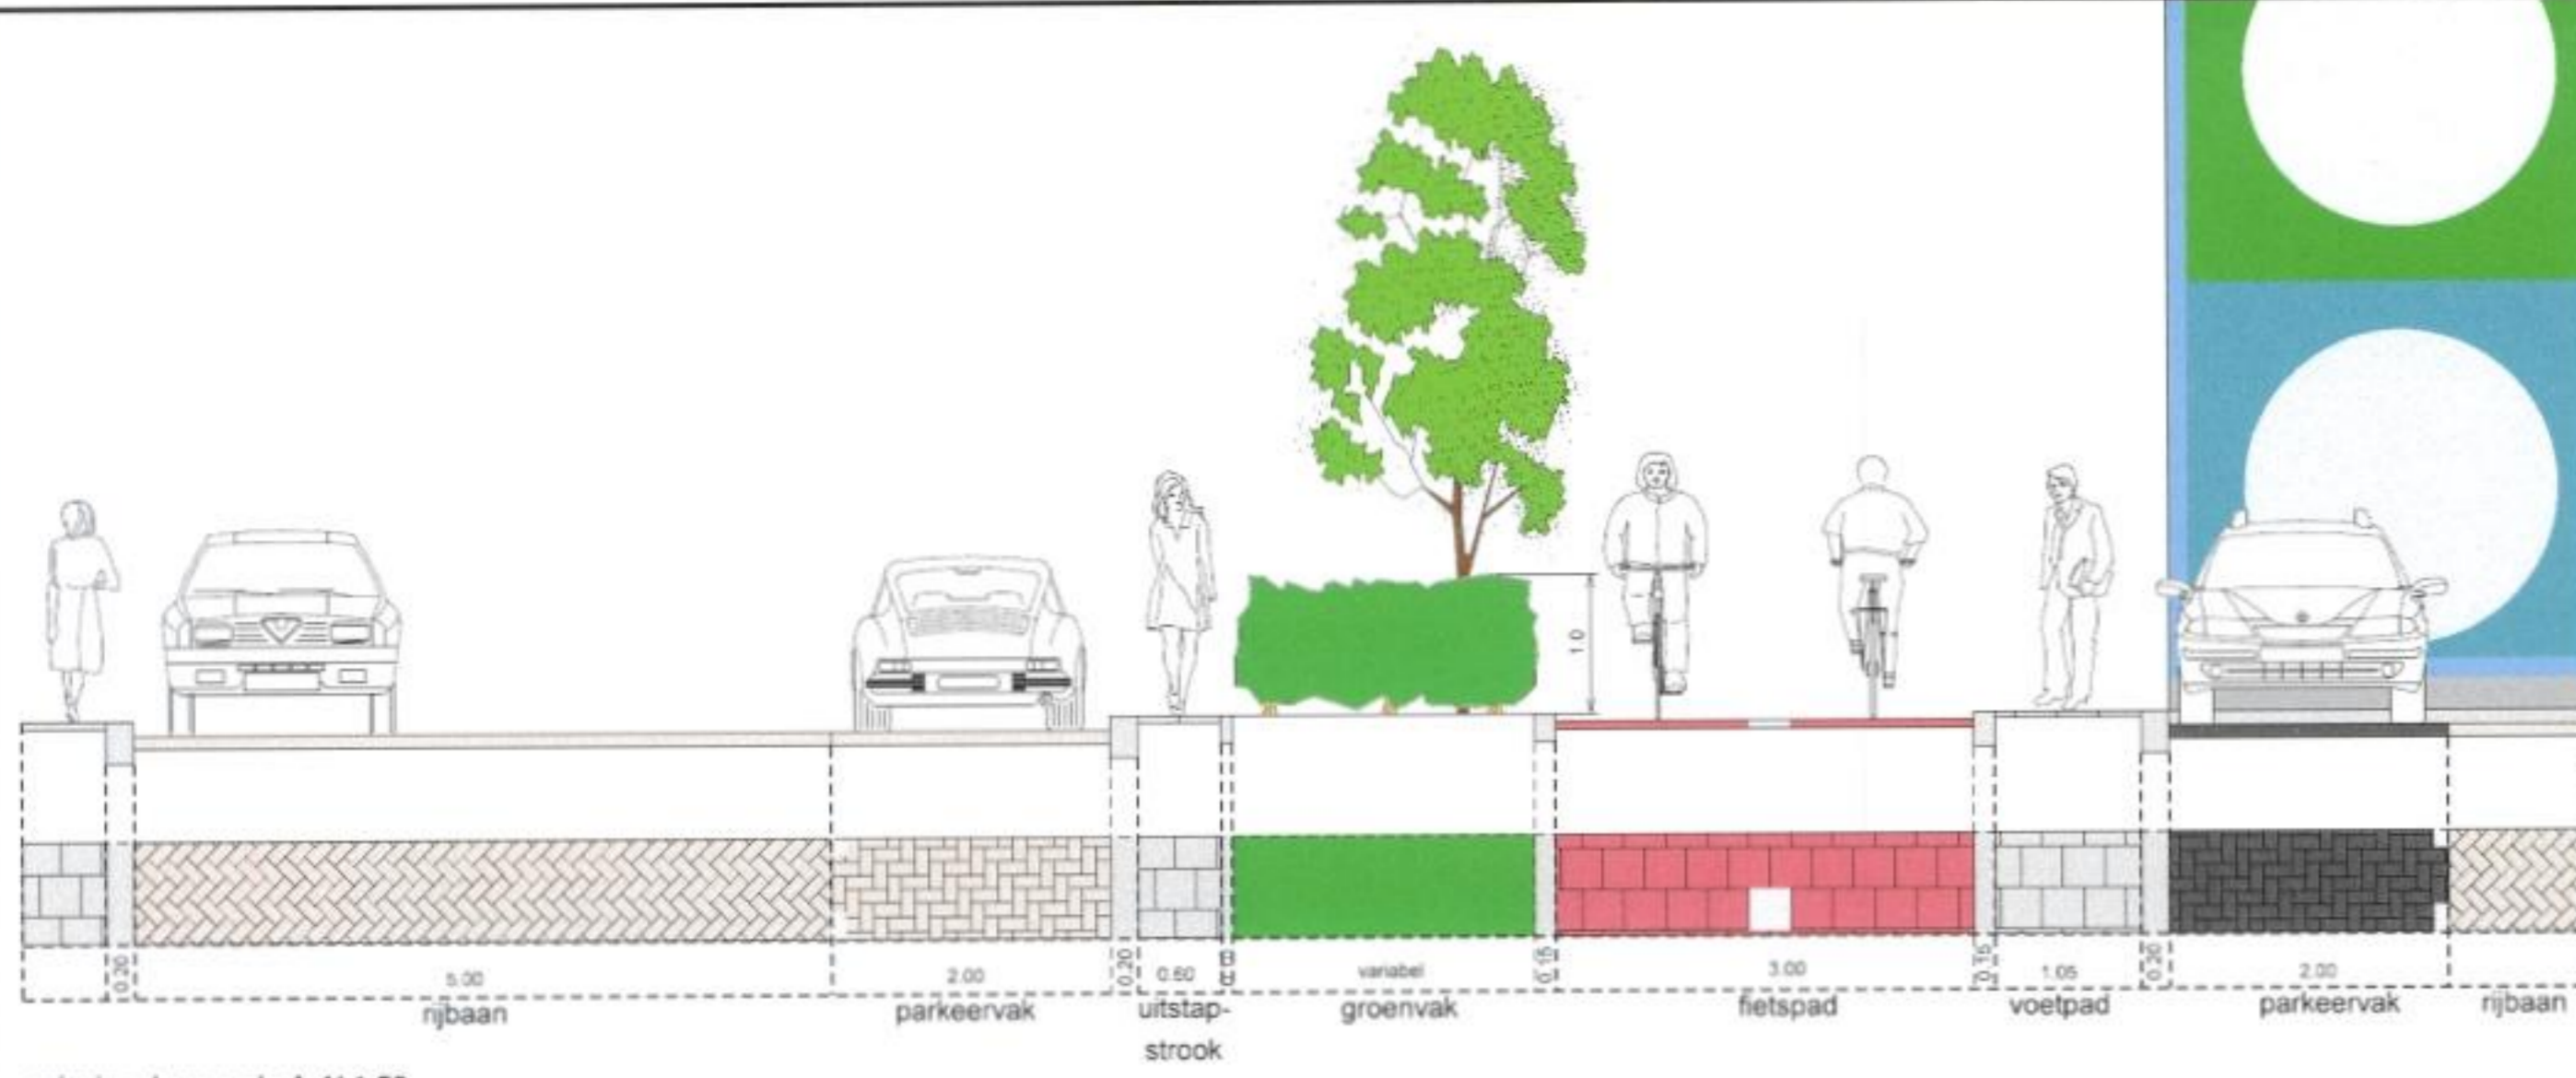 1.0
0.20
5.00
2.00
0.20
0.60
variabel
0.15
3.00
0.15
1.05
0.20
2.00
rijbaan
parkeervak
uitstap-
strook
groenvak
fietspad
voetpad
parkeervak
rijbaan